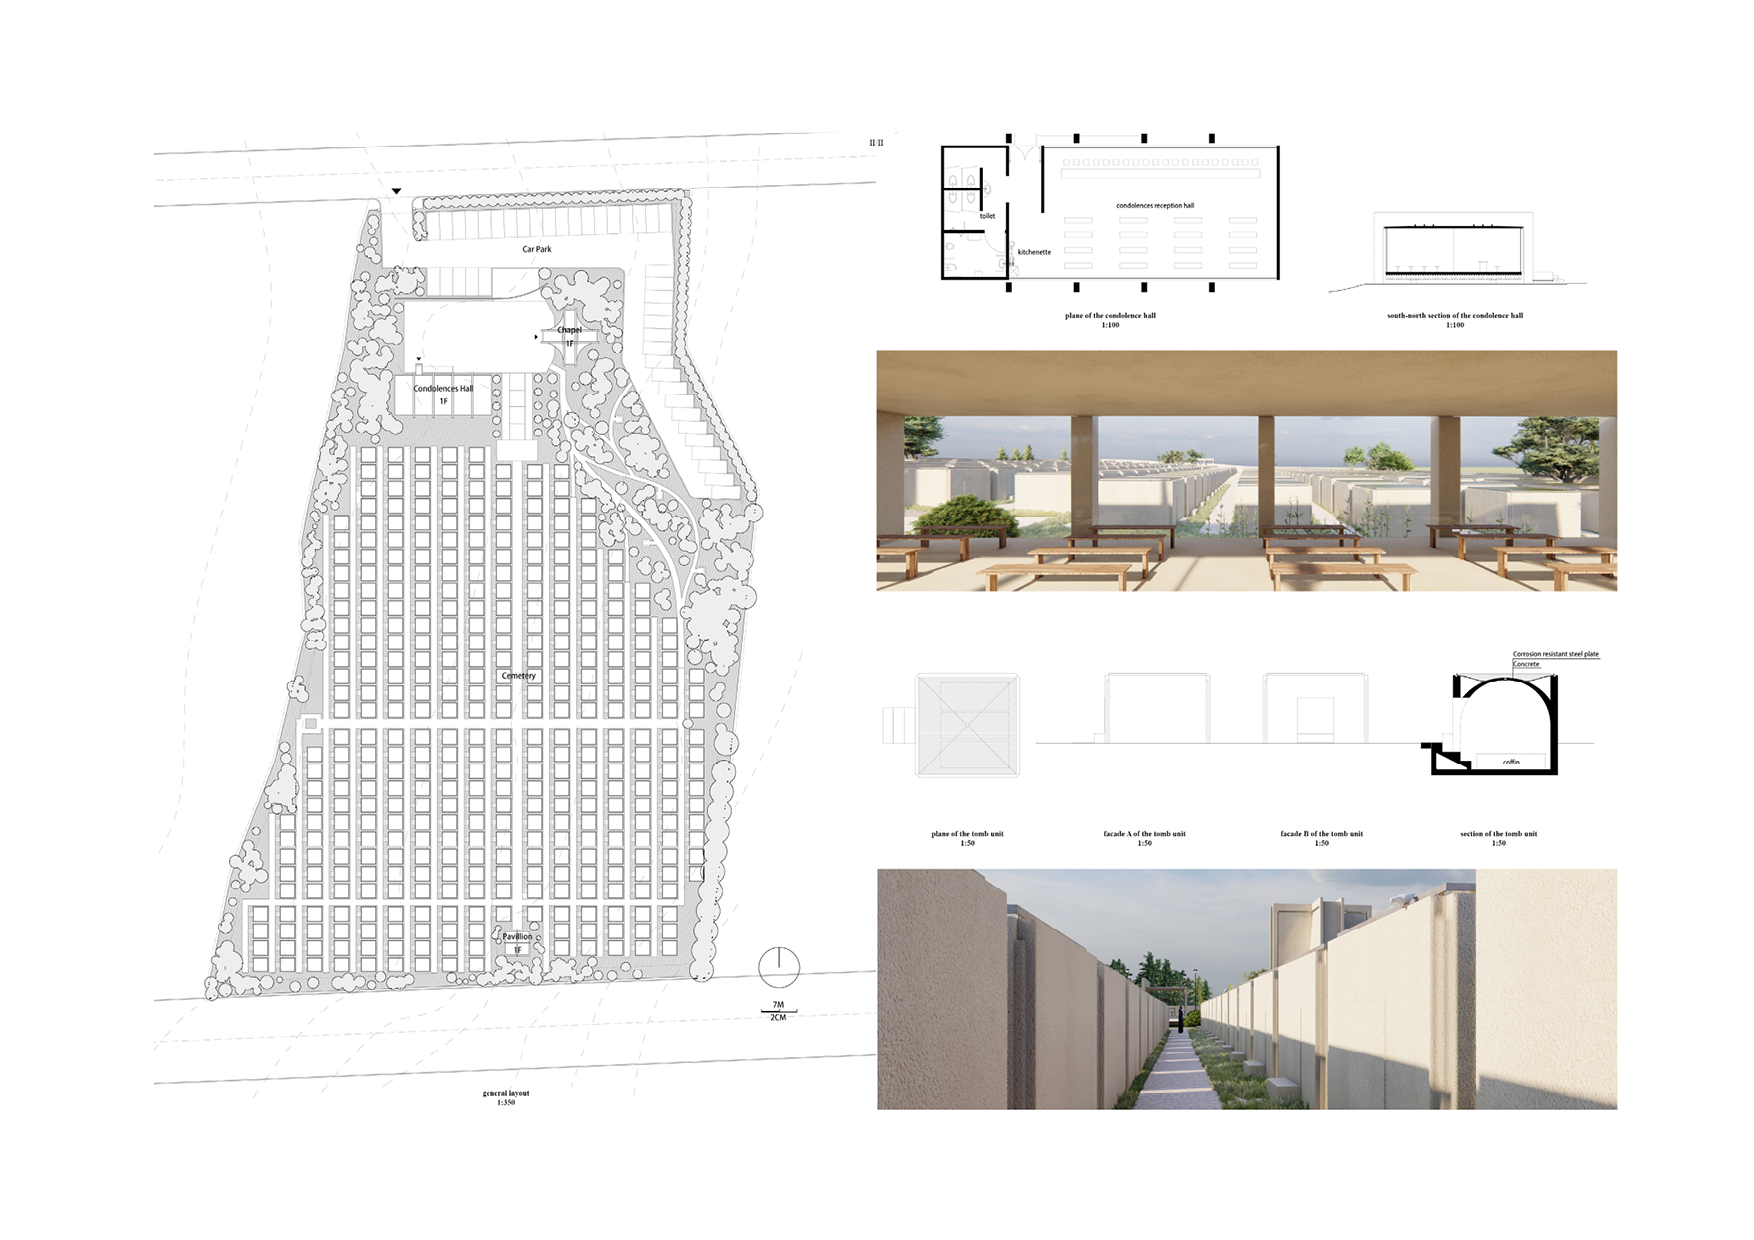 II-II
Car Park
Chapel
1F
Condolences Hall
1F
Cemetery
Pavillion
1F
7M
2CM
general layout
1:350
toilet
kitchenette
condolences reception hall
plane of the condolence hall
1:100
south-north section of the condolence hall
1:100
Corrosion resistant steel plate
Concrete
coffin
plane of the tomb unit
1:50
facade A of the tomb unit
1:50
facade B of the tomb unit
1:50
section of the tomb unit
1:50